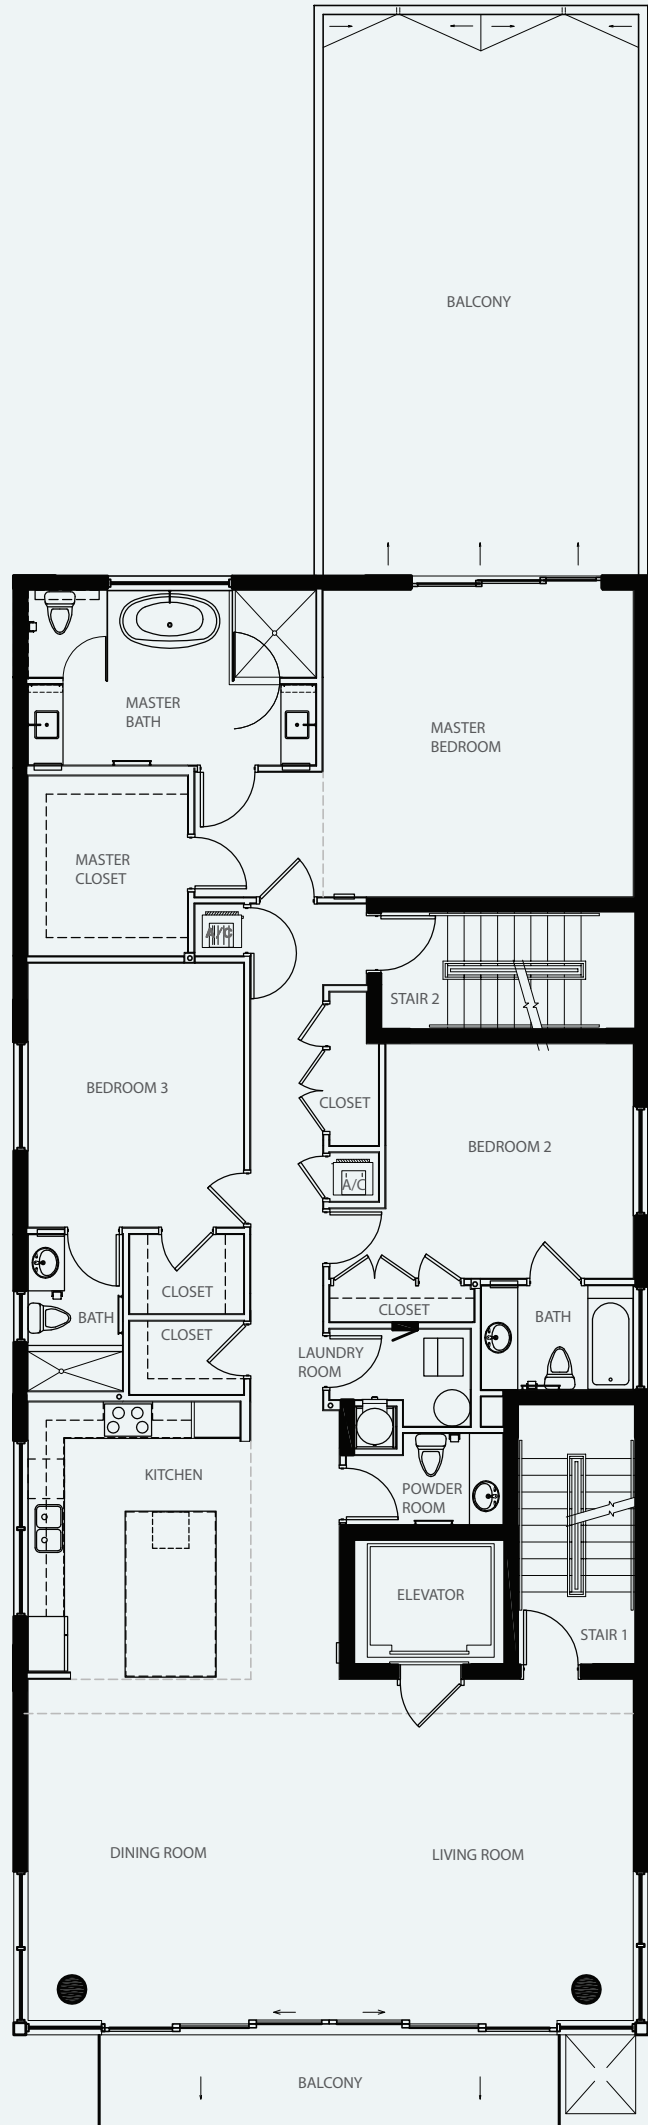 BALCONY
MASTER
BATH
MASTER
BEDROOM
MASTER
CLOSET
A/C
STAIR 2
BEDROOM 3
CLOSET
BEDROOM 2
A/C
CLOSET
CLOSET
BATH
BATH
CLOSET
LAUNDRY
ROOM
KITCHEN
POWDER
ROOM
ELEVATOR
STAIR 1
DINING ROOM
LIVING ROOM
BALCONY